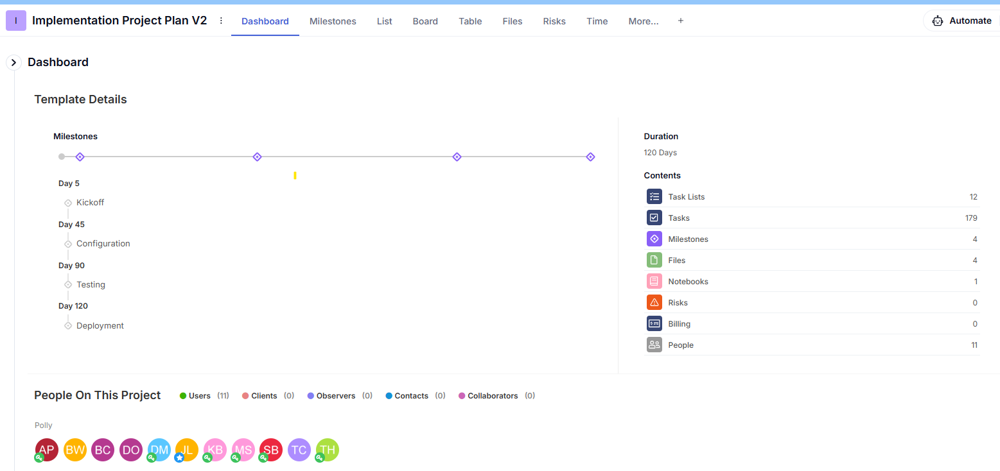 I Implementation Project Plan V2 Dashboard Milestones List Board Table Files Risks Time More... + Automate
Dashboard
Template Details
Milestones
Day 5
Kickoff
Day 45
Configuration
Day 90
Testing
Day 120
Deployment
Duration
120 Days
Contents
Task Lists 12
Tasks 179
Milestones 4
Files 4
Notebooks 1
Risks 0
Billing 0
People 11
People On This Project Users (11) Clients (0) Observers (0) Contacts (0) Collaborators (0)
Polly
AP BW BC DO DM JL KB MS SB TC TH